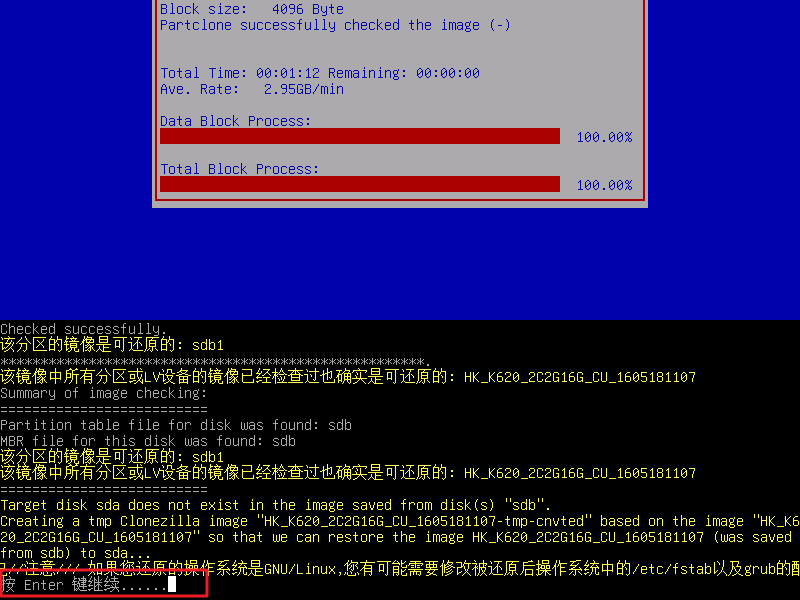 Block size:   4096 Byte
Partclone successfully checked the image (-)
Total Time: 00:01:12 Remaining: 00:00:00
Ave. Rate:   2.95GB/min
Data Block Process:
100.00%
Total Block Process:
100.00%
Checked successfully.
该分区的镜像是可还原的: sdb1
*****************************************************.
该镜像中所有分区或LV设备的镜像已经检查过也确实是可还原的: HK_K620_2C2G16G_CU_1605181107
Summary of image checking:
==========================
Partition table file for disk was found: sdb
MBR file for this disk was found: sdb
该分区的镜像是可还原的: sdb1
该镜像中所有分区或LV设备的镜像已经检查过也确实是可还原的: HK_K620_2C2G16G_CU_1605181107
==========================
Target disk sda does not exist in the image saved from disk(s) "sdb".
Creating a tmp Clonezilla image "HK_K620_2C2G16G_CU_1605181107-tmp-cnvted" based on the image "HK_K6
20_2C2G16G_CU_1605181107" so that we can restore the image HK_K620_2C2G16G_CU_1605181107 (was saved
from sdb) to sda...
!//注意/// 如果您还原的操作系统是GNU/Linux,您有可能需要修改被还原后操作系统中的/etc/fstab以及grub的配
按 Enter 键继续......